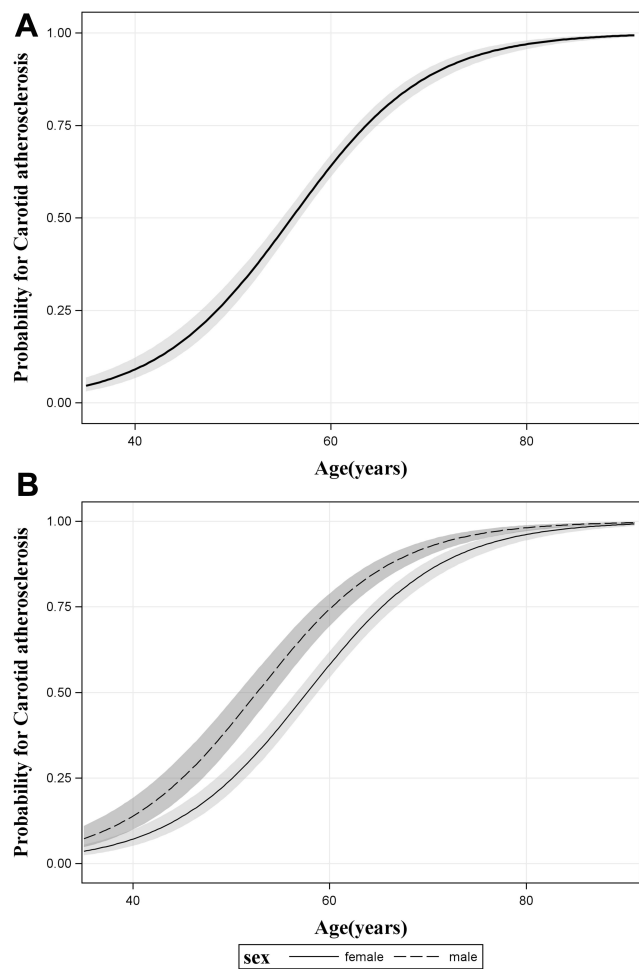 A
Probability for Carotid atherosclerosis
1.00
0.75
0.50
0.25
0.00
40 60 80
Age(years)
B
Probability for Carotid atherosclerosis
1.00
0.75
0.50
0.25
0.00
40 60 80
Age(years)
sex female male